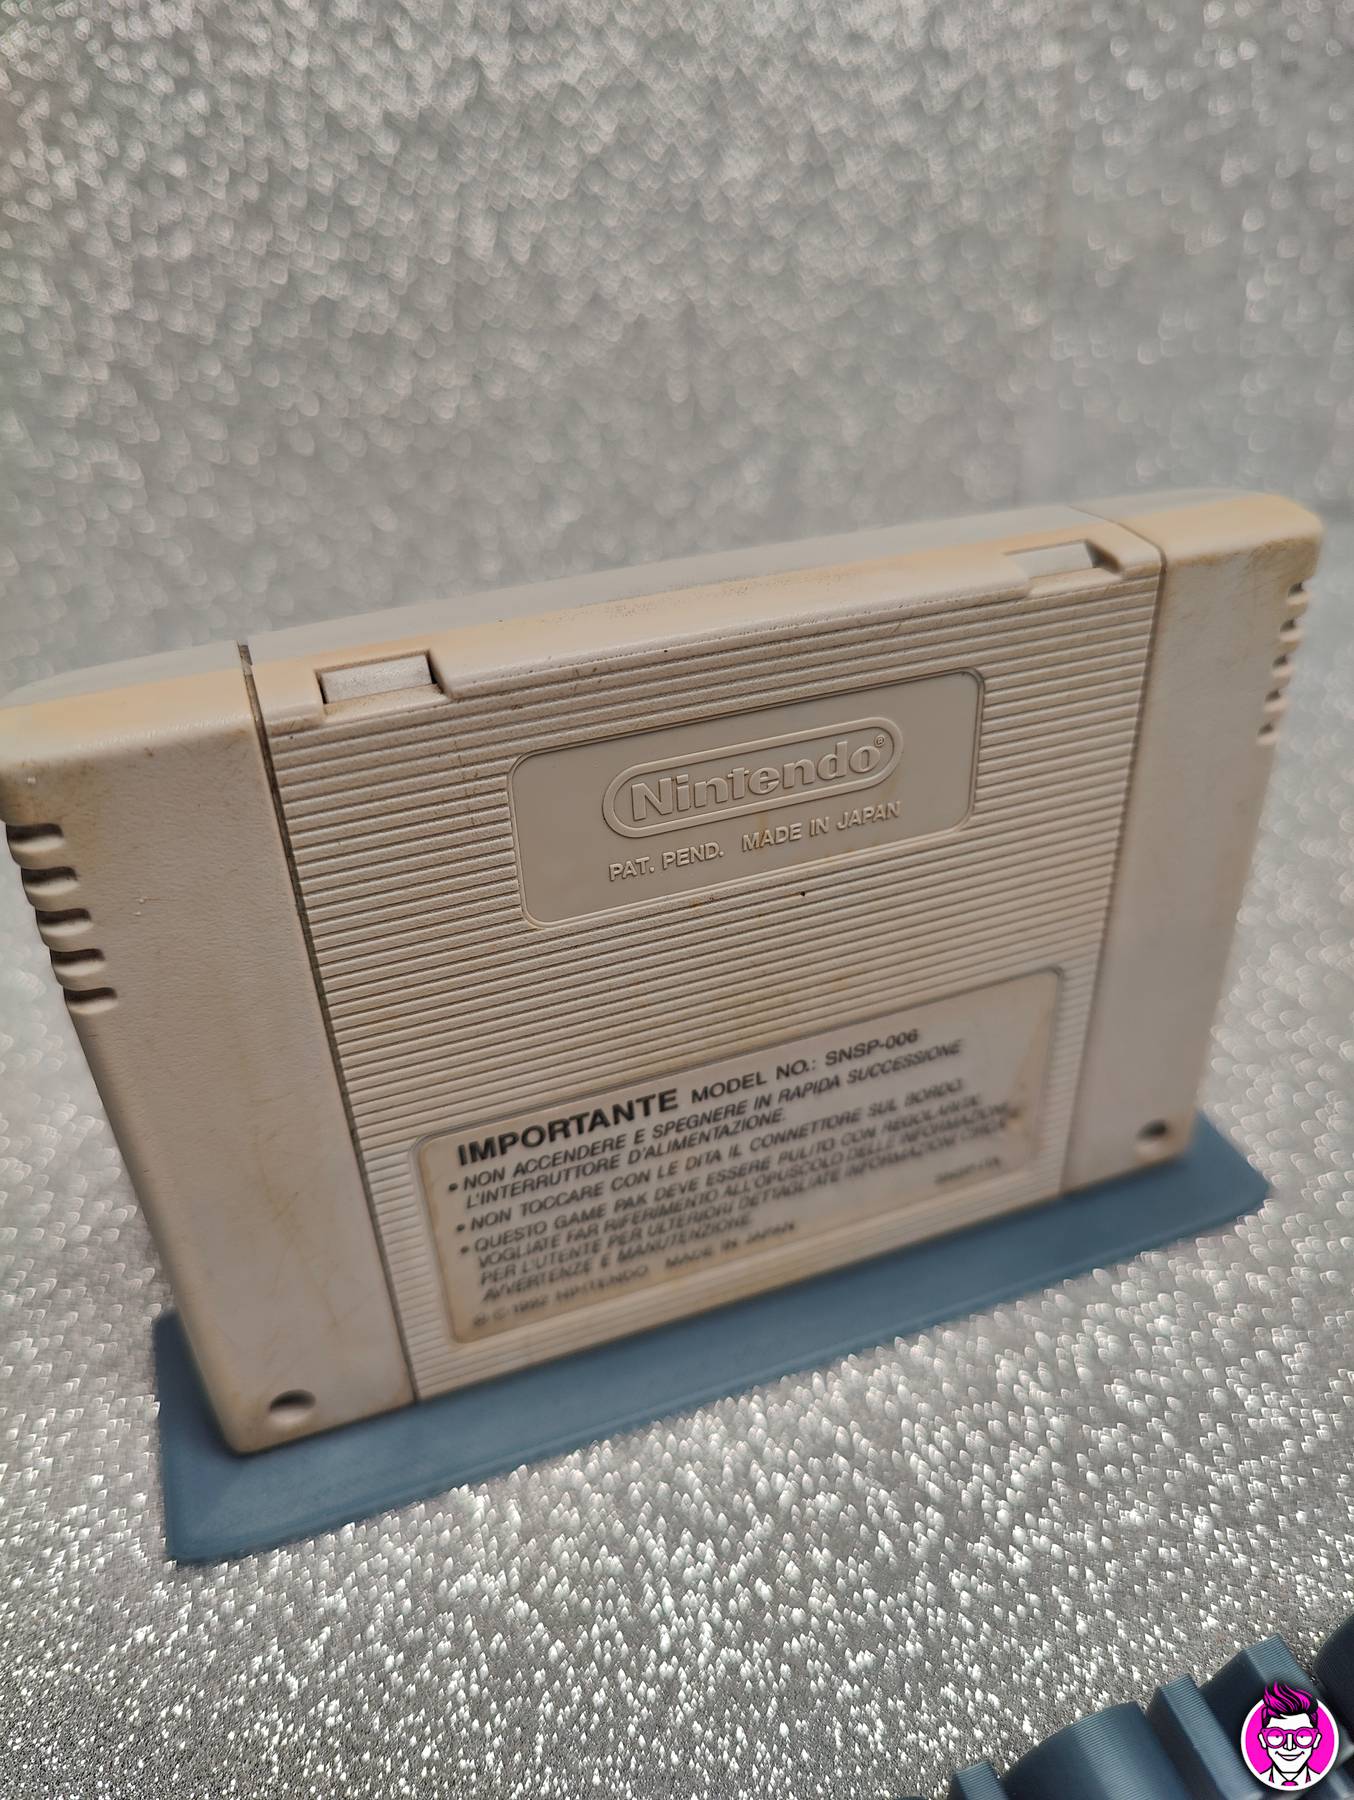 Nintendo®
PAT. PEND. MADE IN JAPAN
IMPORTANTE MODEL NO.: SNSP-006
• NON ACCENDERE E SPEGNERE IN RAPIDA SUCCESSIONE
L'INTERRUTTORE D'ALIMENTAZIONE.
• NON TOCCARE CON LE DITA IL CONNETTORE SUL BORDO.
• QUESTO GAME PAK DEVE ESSERE PULITO CON REGOLARITÀ.
VOGLIATE FAR RIFERIMENTO ALL'OPUSCOLO DELLE INFORMAZIONI
PER L'UTENTE PER ULTERIORI DETTAGLIATE INFORMAZIONI CIRCA
AVVERTENZE E MANUTENZIONE.
1992 NINTENDO MADE IN JAPAN